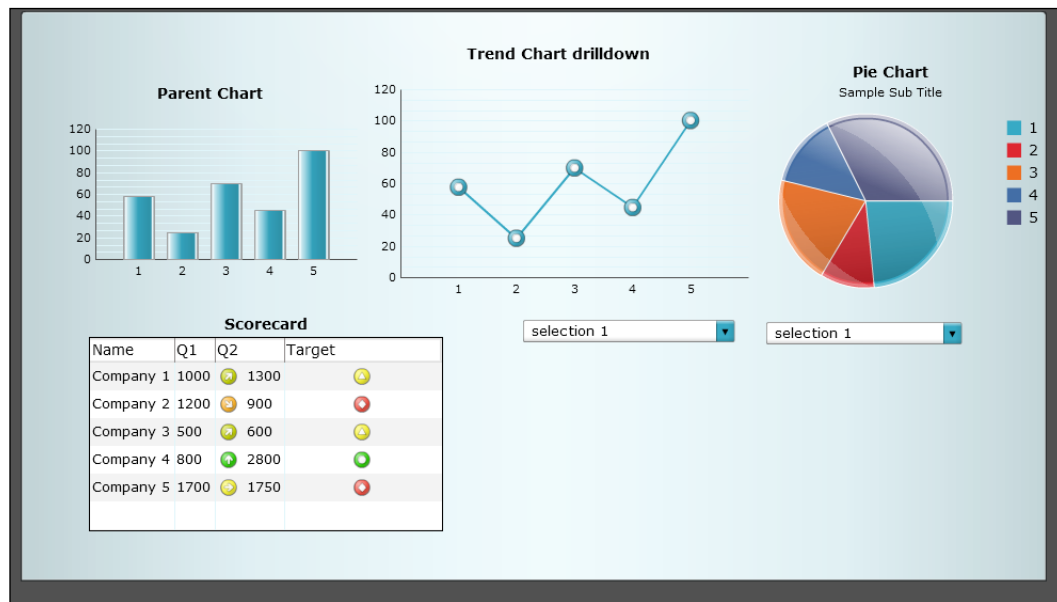 Parent Chart
120
100
80
60
40
20
0
1 2 3 4 5
Trend Chart drilldown
120
100
80
60
40
20
0
1 2 3 4 5
Pie Chart
Sample Sub Title
1
2
3
4
5
selection 1
selection 1
Scorecard
Name Q1 Q2 Target
Company 1 1000 1300
Company 2 1200 900
Company 3 500 600
Company 4 800 2800
Company 5 1700 1750